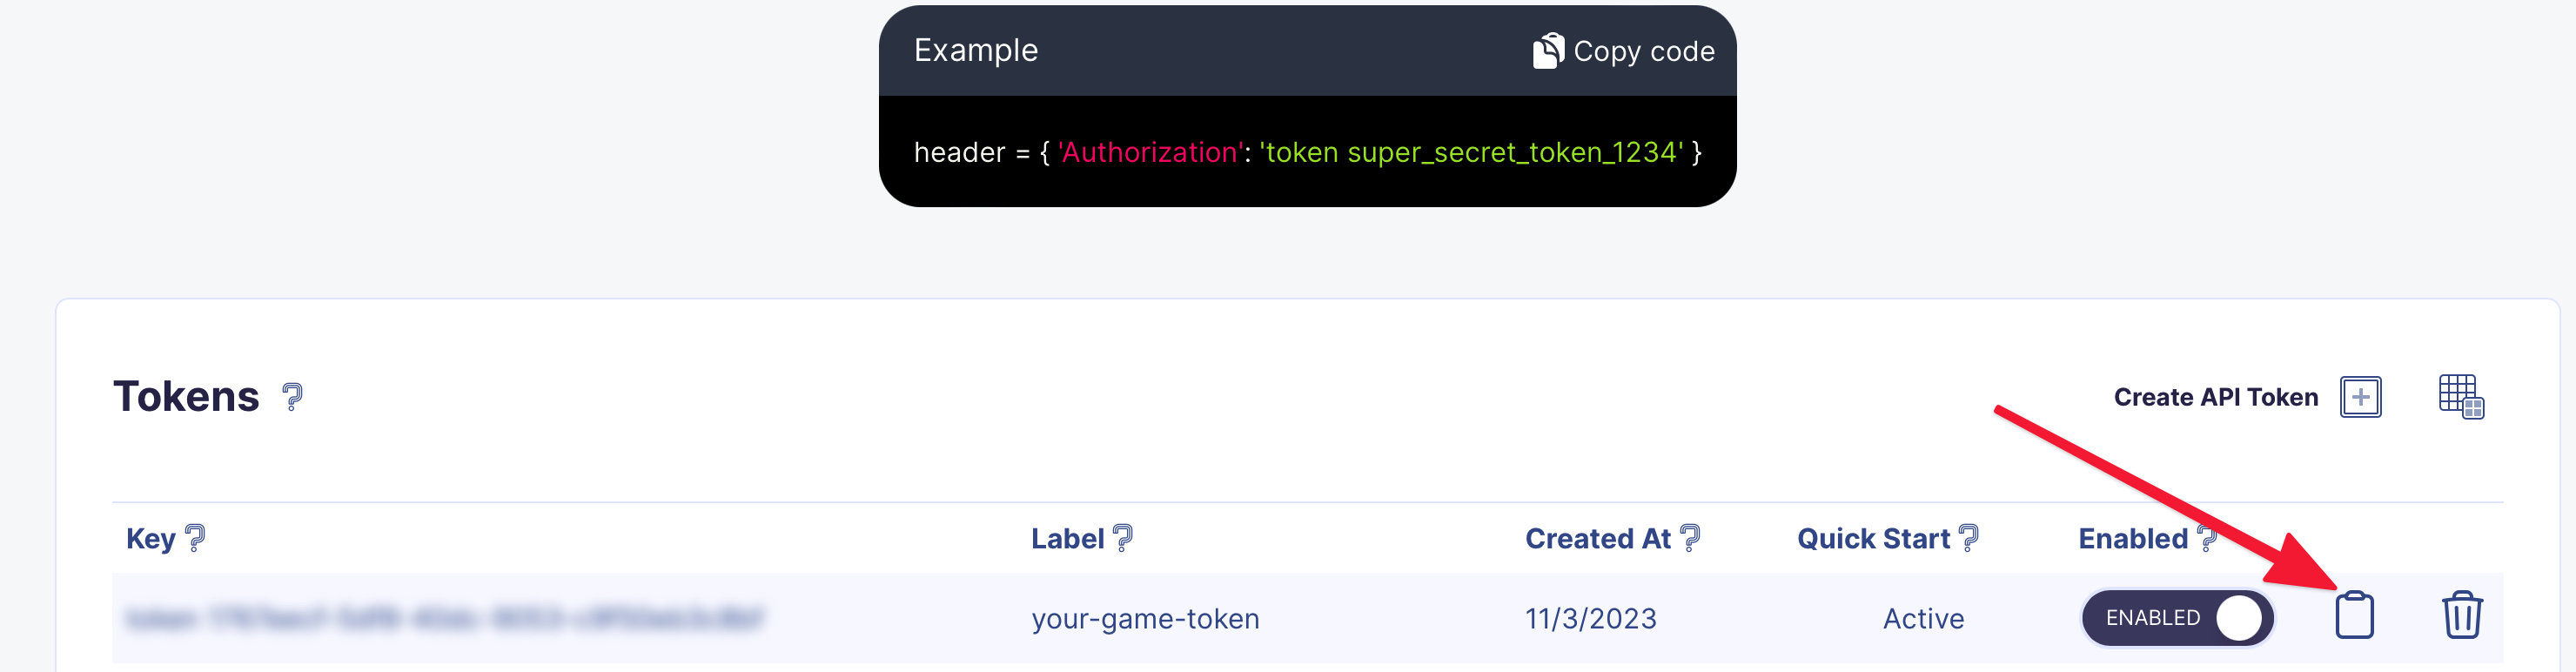 Example
Copy code
header = { 'Authorization': 'token super_secret_token_1234' }
Tokens
Create API Token
Key Label Created At Quick Start Enabled
your-game-token 11/3/2023 Active ENABLED